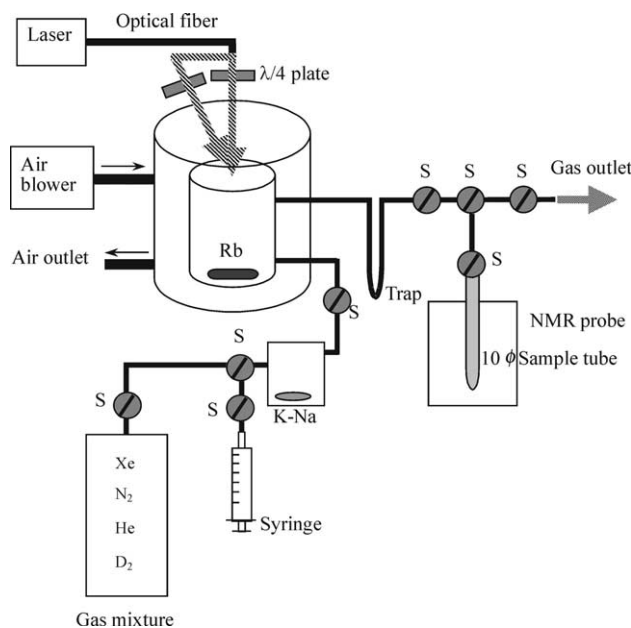 Optical fiber
Laser
λ/4 plate
Air
blower
S
S
S
Gas outlet
Air outlet
Rb
S
S
Trap
NMR probe
10 ϕ Sample tube
S
S
S
K-Na
Xe
N₂
He
D₂
Syringe
Gas mixture